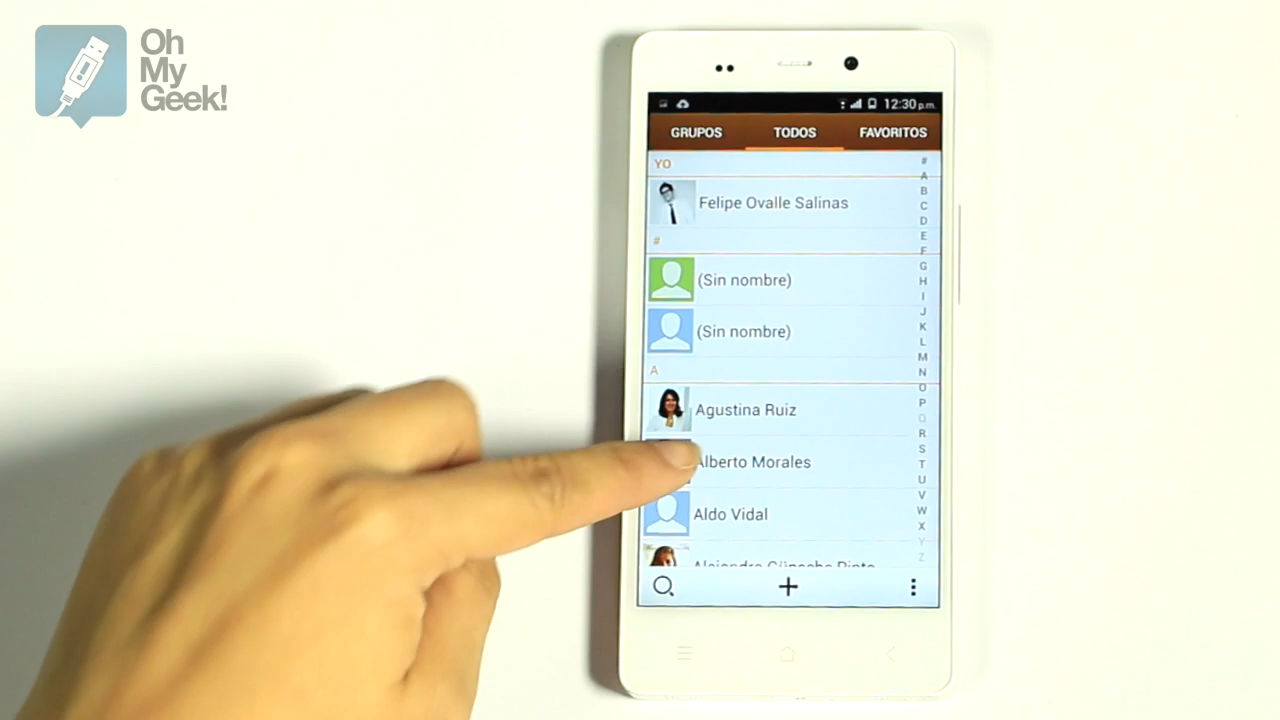 Oh
My
Geek!
12:30 p.m.
GRUPOS TODOS FAVORITOS
YO
Felipe Ovalle Salinas
#
(Sin nombre)
(Sin nombre)
A
Agustina Ruiz
Alberto Morales
Aldo Vidal
#
A
B
C
D
E
F
G
H
I
J
K
L
M
N
O
P
Q
R
S
T
U
V
W
X
Y
Z